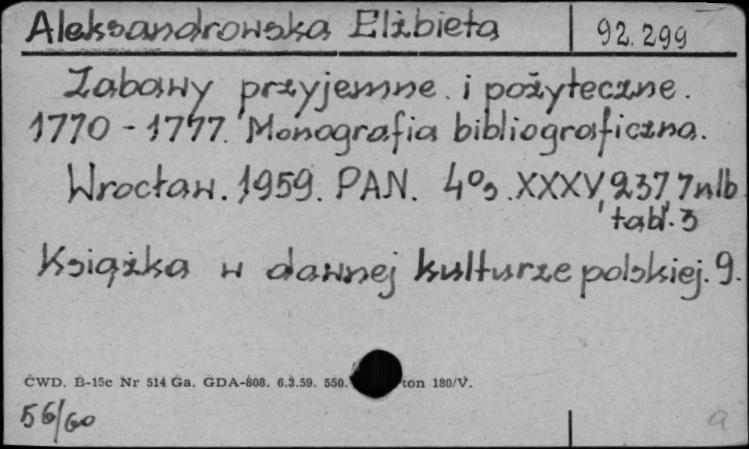 Aleksandrowska Elżbieta 92.299
Zabawy przyjemne i pożyteczne.
1770-1777. Monografia bibliograficzna.
Wrocław. 1959. PAN. 4°, XXXV, 237, 7nlb
tabl. 3
Książka w dawnej kulturze polskiej. 9.
CWD. B-15c Nr 514 Ga. GDA-808. 6.3.59. 550. ton 180/V.
56/60
a